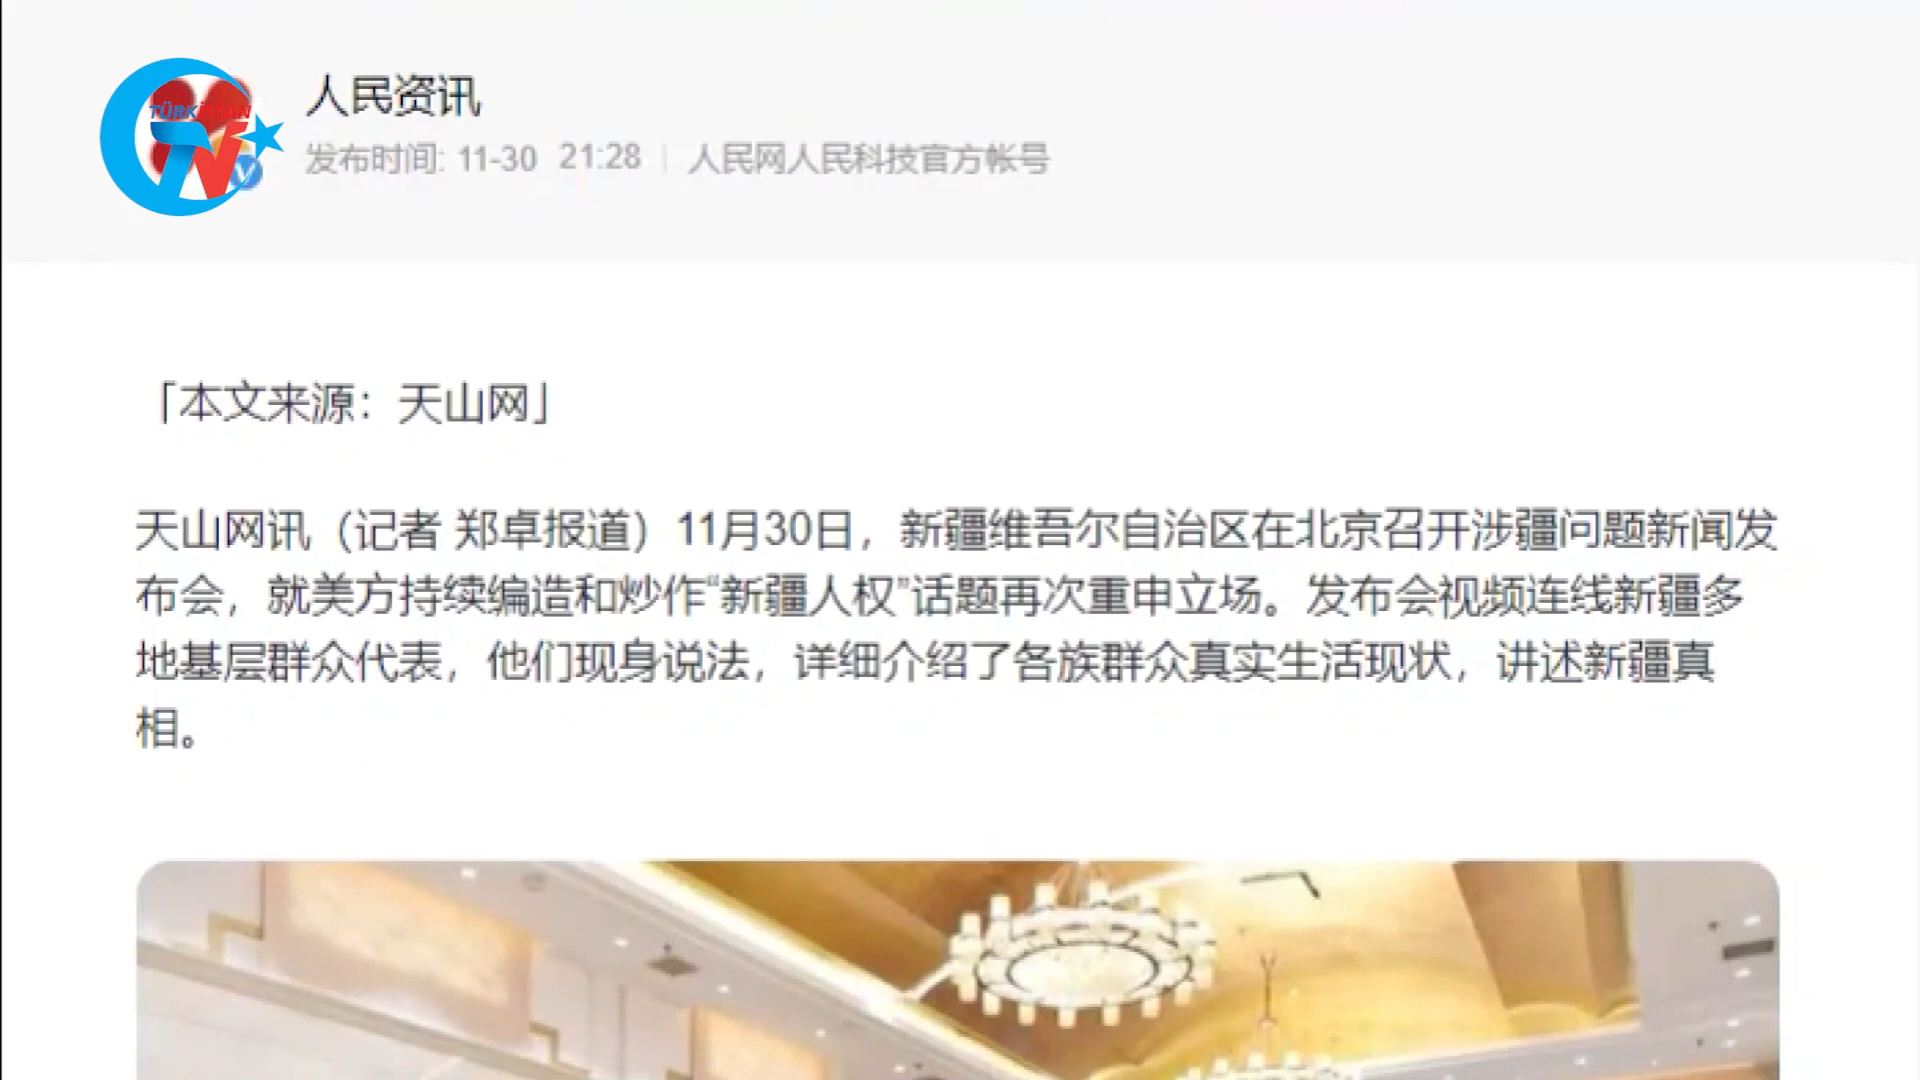 TÜRKİSTAN
TV
人民资讯
发布时间: 11-30 21:28 | 人民网人民科技官方帐号
「本文来源：天山网」
天山网讯（记者 郑卓报道）11月30日，新疆维吾尔自治区在北京召开涉疆问题新闻发
布会，就美方持续编造和炒作“新疆人权”话题再次重申立场。发布会视频连线新疆多
地基层群众代表，他们现身说法，详细介绍了各族群众真实生活现状，讲述新疆真
相。